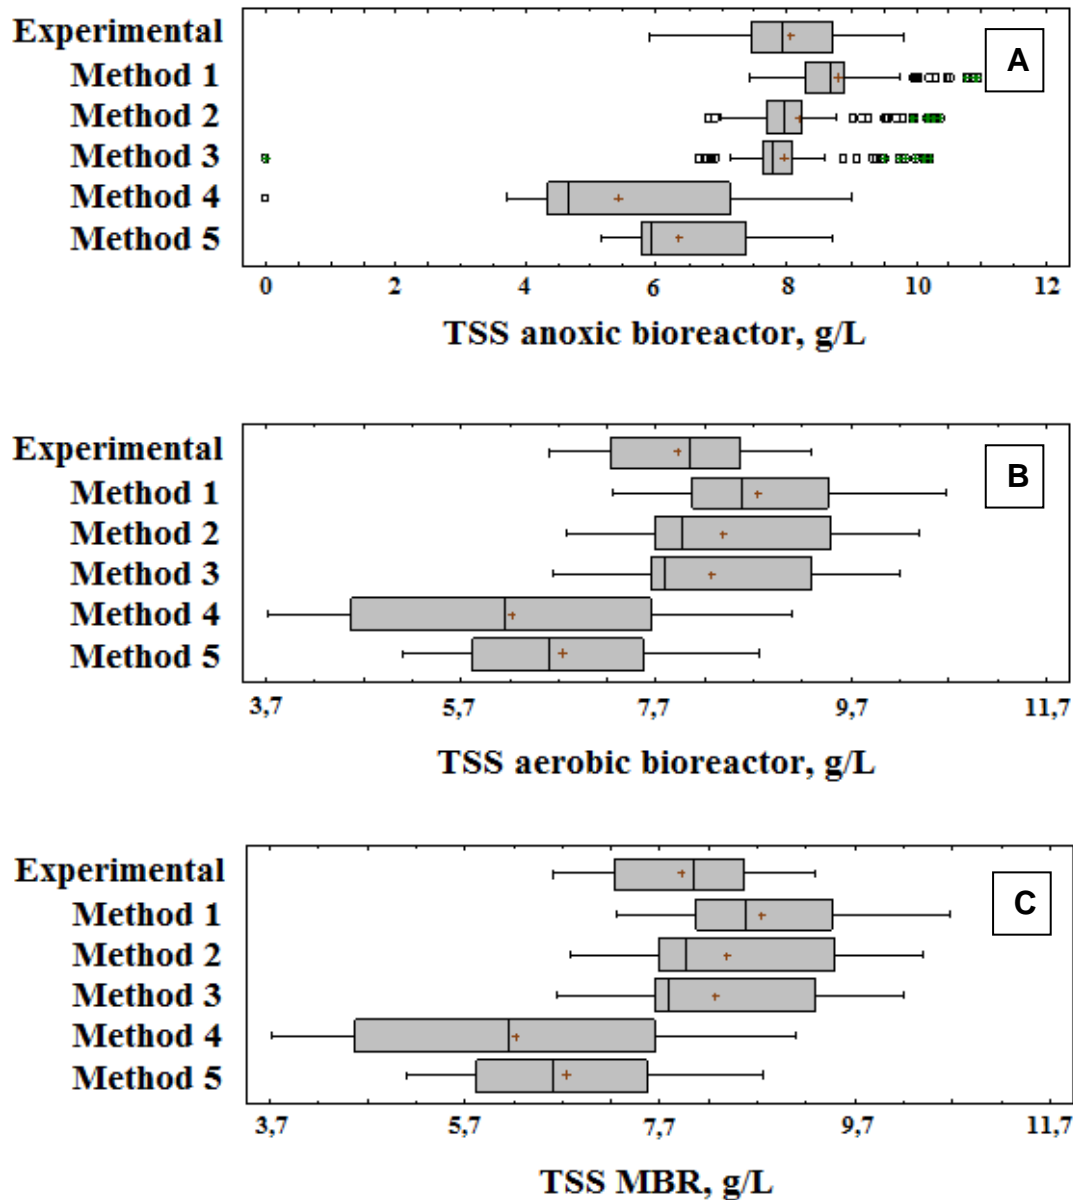 Experimental
A
Method 1
Method 2
Method 3
Method 4
Method 5
0 2 4 6 8 10 12
TSS anoxic bioreactor, g/L
Experimental
B
Method 1
Method 2
Method 3
Method 4
Method 5
3,7 5,7 7,7 9,7 11,7
TSS aerobic bioreactor, g/L
Experimental
C
Method 1
Method 2
Method 3
Method 4
Method 5
3,7 5,7 7,7 9,7 11,7
TSS MBR, g/L